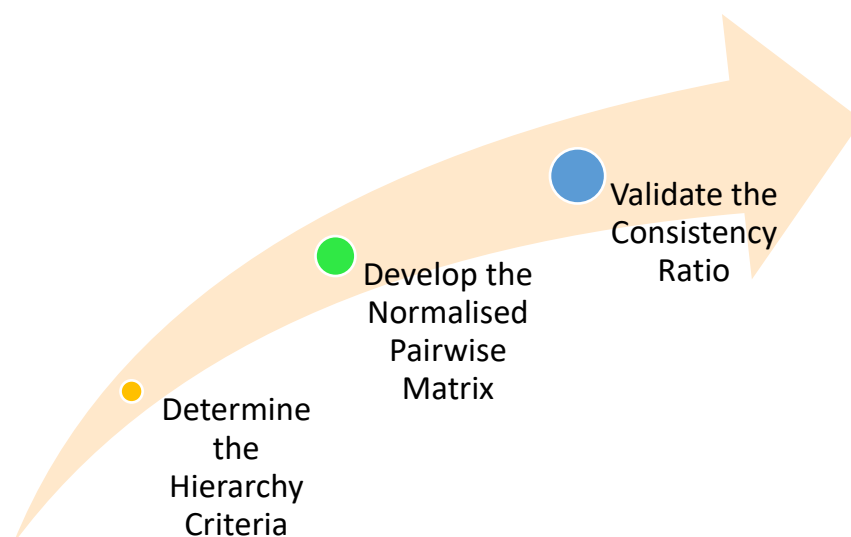 Determine
the
Hierarchy
Criteria
Develop the
Normalised
Pairwise
Matrix
Validate the
Consistency
Ratio